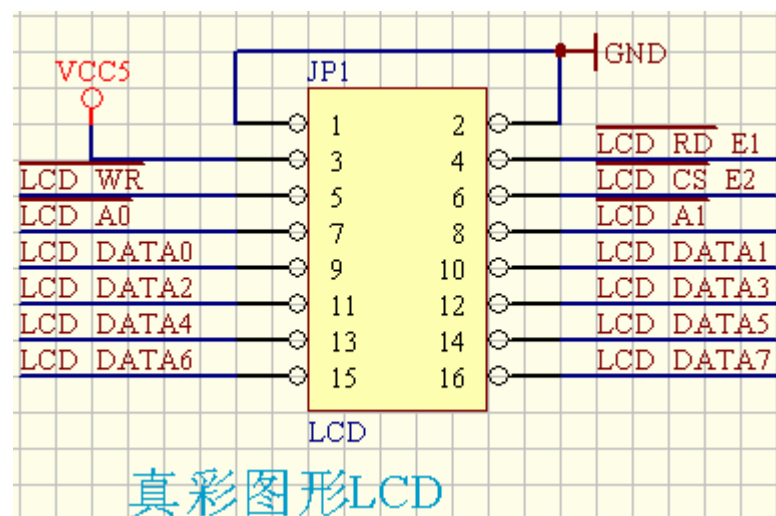 GND
VCC5
JP1
1 2
LCD RD E1
3 4
LCD WR
LCD CS E2
5 6
LCD A0
LCD A1
7 8
LCD DATA0
LCD DATA1
9 10
LCD DATA2
LCD DATA3
11 12
LCD DATA4
LCD DATA5
13 14
LCD DATA6
LCD DATA7
15 16
LCD
真彩图形LCD